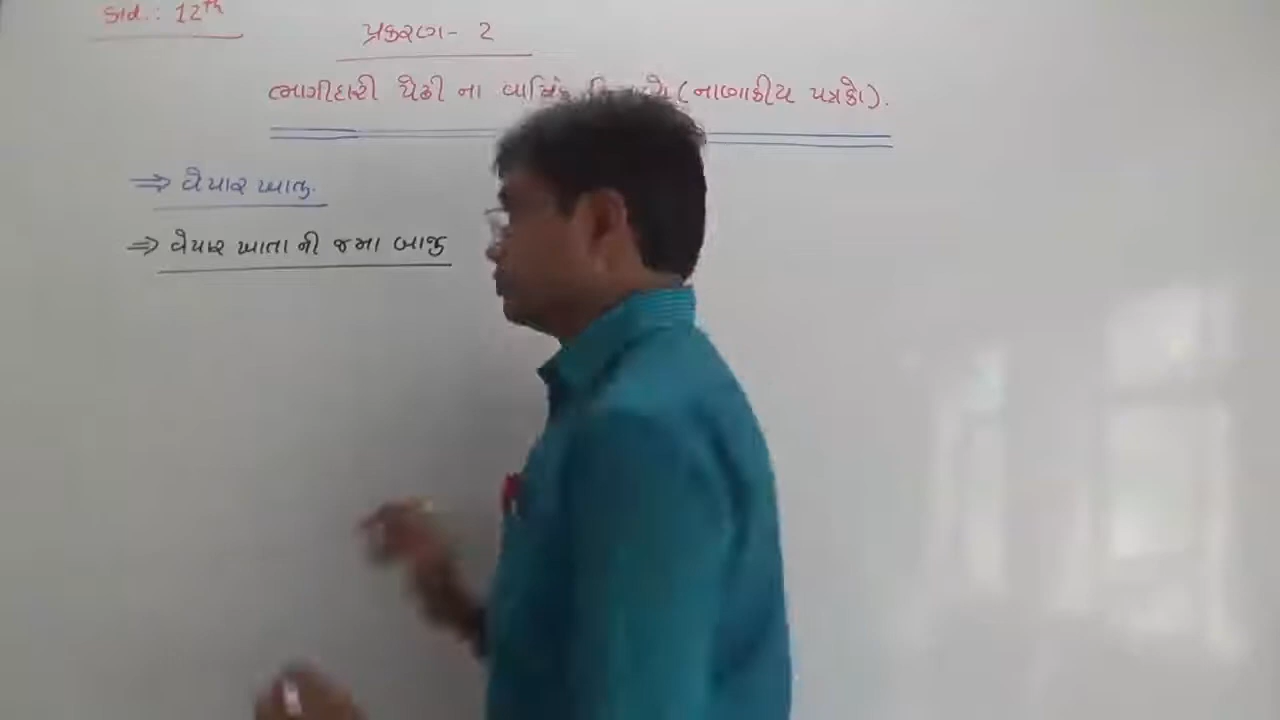 Std.: 12th
પ્રકરણ- 2
ભાગીદારી પેઢી ના (નાણાકીય પત્રકો).
⇒ વેપાર ખાતુ.
⇒ વેપાર ખાતા ની જમા બાજુ